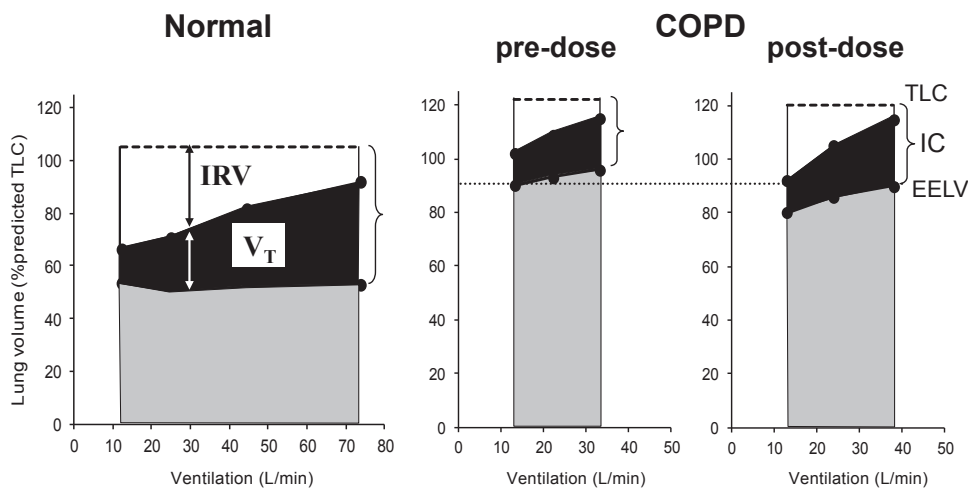 Normal
COPD
pre-dose
post-dose
Lung volume (%predicted TLC)
120
100
80
60
40
20
0
IRV
VT
0 10 20 30 40 50 60 70 80
Ventilation (L/min)
120
100
80
60
40
20
0
0 10 20 30 40 50
Ventilation (L/min)
120
100
80
60
40
20
0
TLC
IC
EELV
0 10 20 30 40 50
Ventilation (L/min)